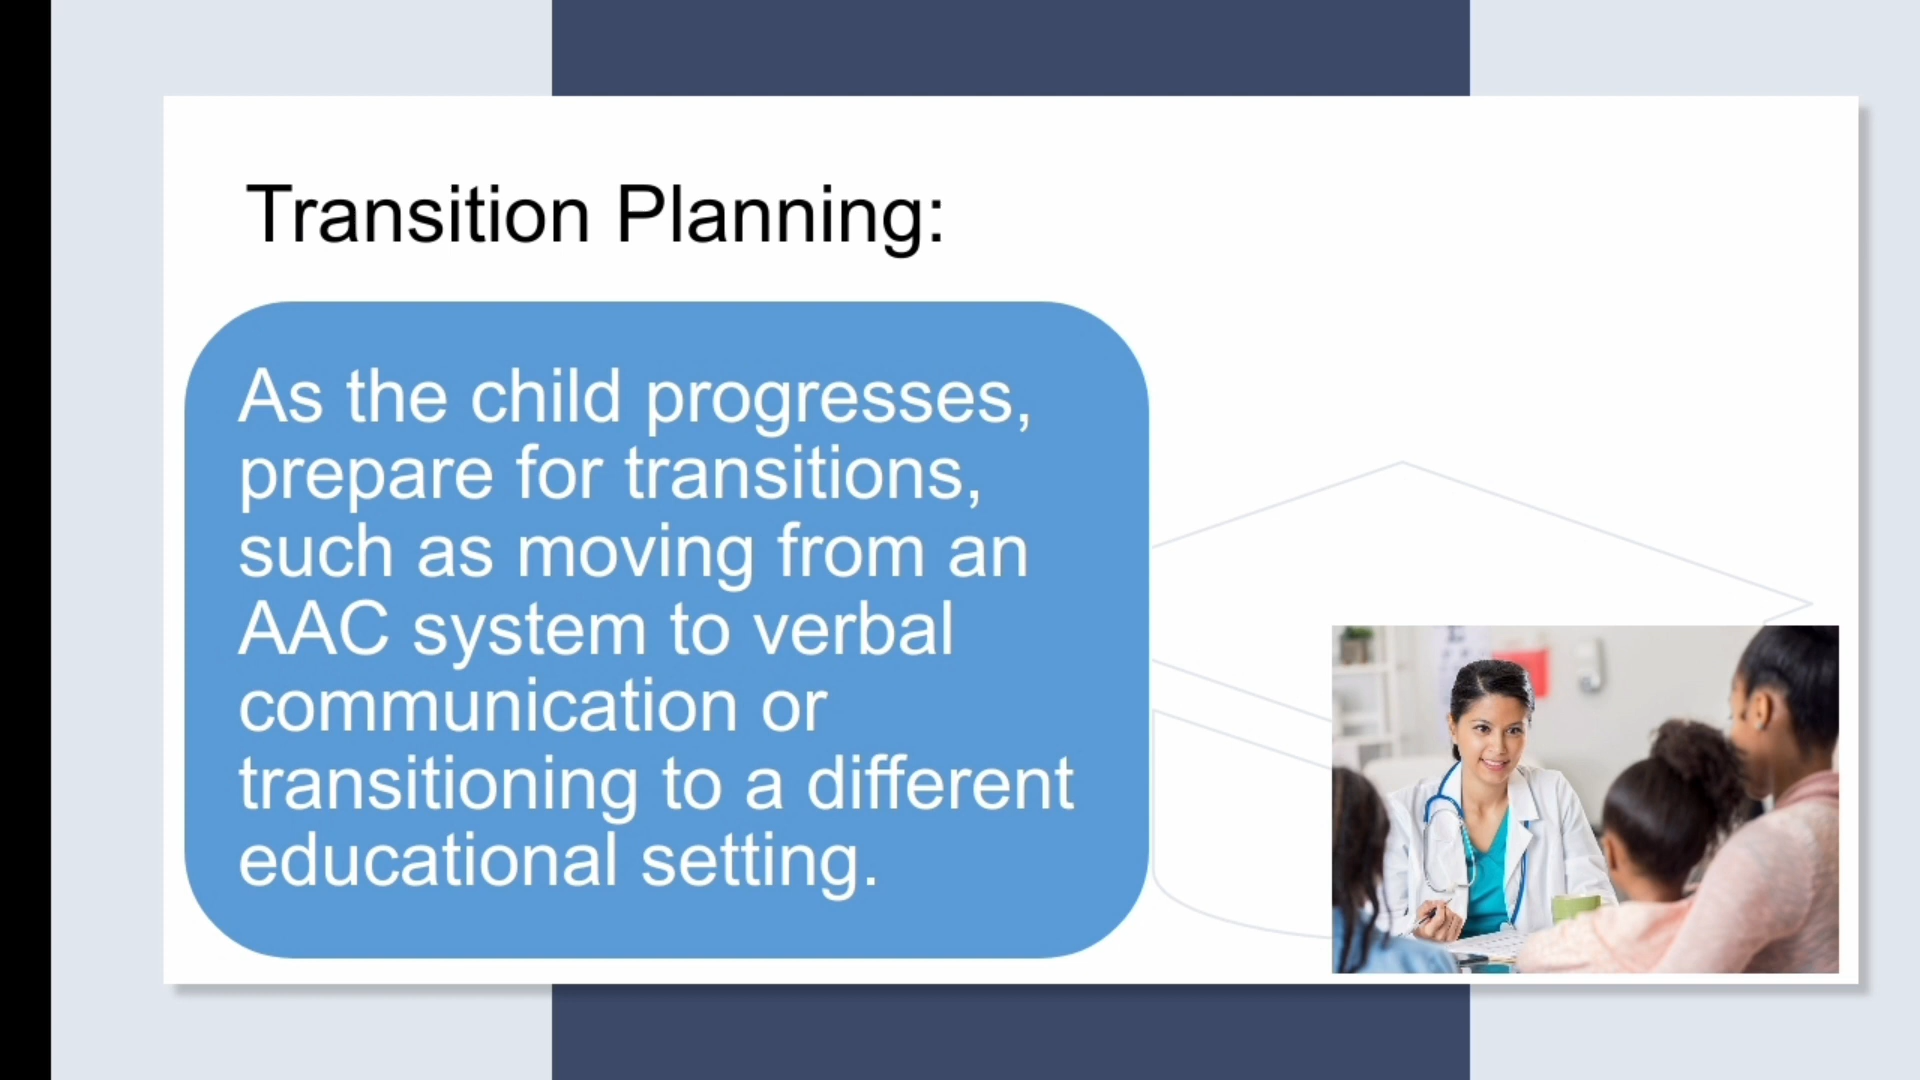 Transition Planning:
As the child progresses,
prepare for transitions,
such as moving from an
AAC system to verbal
communication or
transitioning to a different
educational setting.